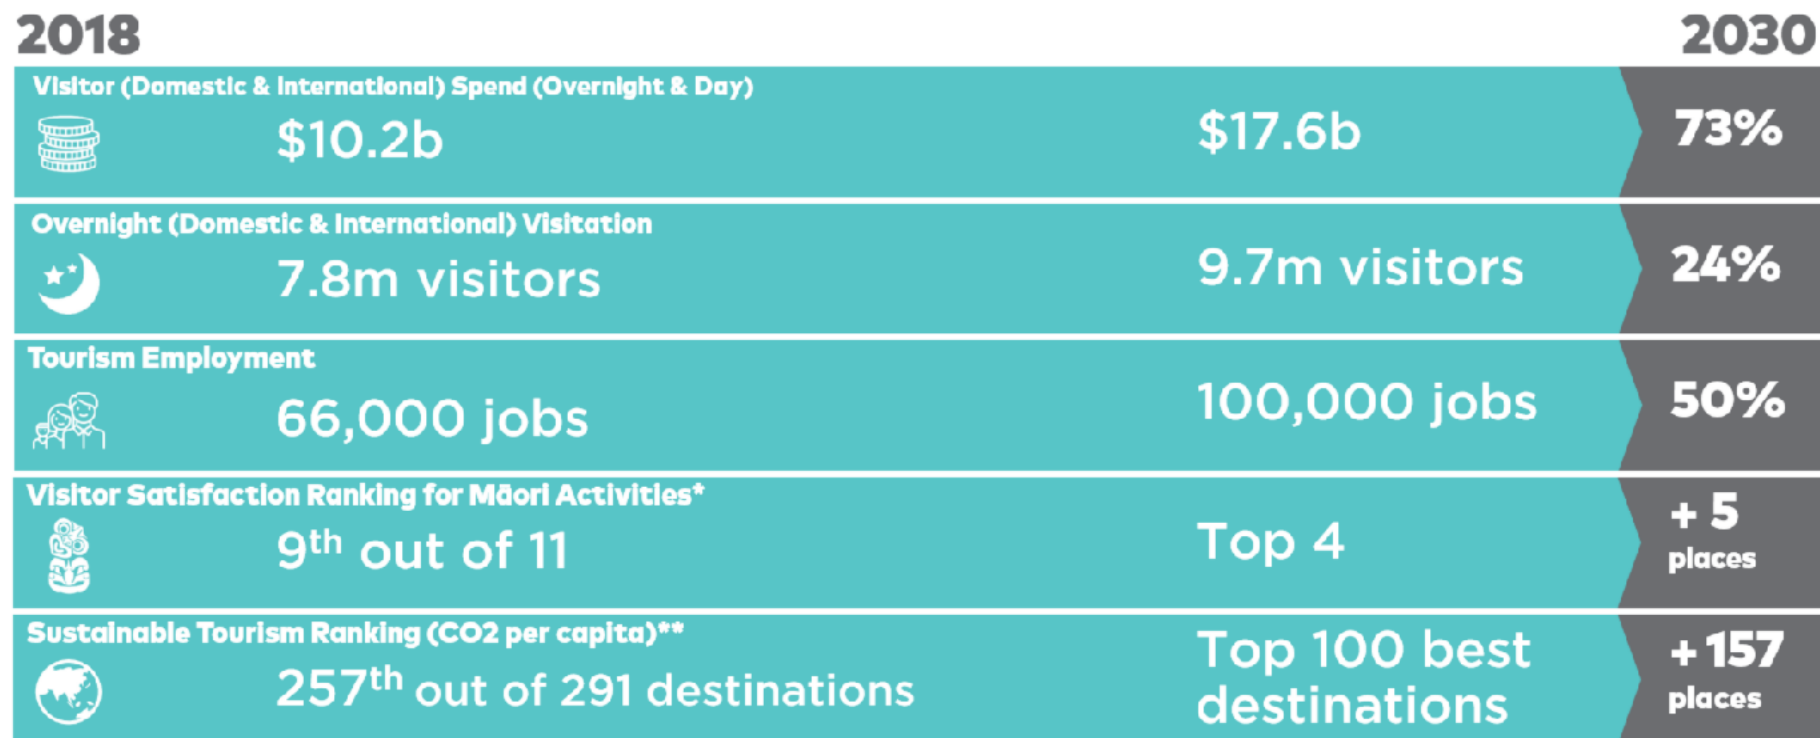 2018 2030
Visitor (Domestic & International) Spend (Overnight & Day)
$10.2b $17.6b 73%
Overnight (Domestic & International) Visitation
7.8m visitors 9.7m visitors 24%
Tourism Employment
66,000 jobs 100,000 jobs 50%
Visitor Satisfaction Ranking for Māori Activities*
9th out of 11 Top 4 + 5
places
Sustainable Tourism Ranking (CO2 per capita)**
257th out of 291 destinations Top 100 best
destinations +157
places